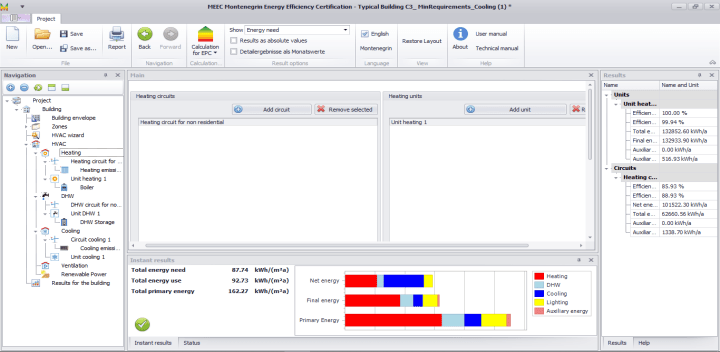 MEEC Montenegrin Energy Efficiency Certification - Typical Building C3_ MinRequirements_Cooling (1) *
Project
New
Open...
Save
Save as...
Report
Back
Forward
Calculation for EPC
Show Energy need
Results as absolute values
Detailergebnisse als Monatswerte
English
Montenegrin
Restore Layout
About
User manual
Technical manual
File
Navigation
Calculation...
Result options
Language
View
Help
Navigation
Project
Building
Building envelope
Zones
HVAC wizard
HVAC
Heating
Heating circuit for ...
Heating emiss...
Unit heating 1
Boiler
DHW
DHW circuit for no...
Unit DHW 1
DHW Storage
Cooling
Circuit cooling 1
Cooling emiss...
Unit cooling 1
Ventilation
Renewable Power
Results for the building
Main
Heating circuits
Add circuit
Remove selected
Heating circuit for non residential
Heating units
Add unit
R
Unit heating 1
Instant results
Total energy need 87.74 kWh/(m²a)
Total energy use 92.73 kWh/(m²a)
Total primary energy 162.27 kWh/(m²a)
Net energy
Final energy
Primary Energy
Heating
DHW
Cooling
Lighting
Auxiliary energy
Instant results
Status
Results
Name
Name and Unit
Units
Unit heat...
Efficien... 100.00 %
Efficien... 99.94 %
Total e... 132852.60 kWh/a
Final en... 132933.90 kWh/a
Auxiliar... 0.00 kWh/a
Auxiliar... 516.93 kWh/a
Circuits
Heating c...
Efficien... 85.93 %
Efficien... 88.93 %
Net ene... 101522.30 kWh/a
Total e... 62660.56 kWh/a
Auxiliar... 0.00 kWh/a
Auxiliar... 1338.70 kWh/a
Results
Help